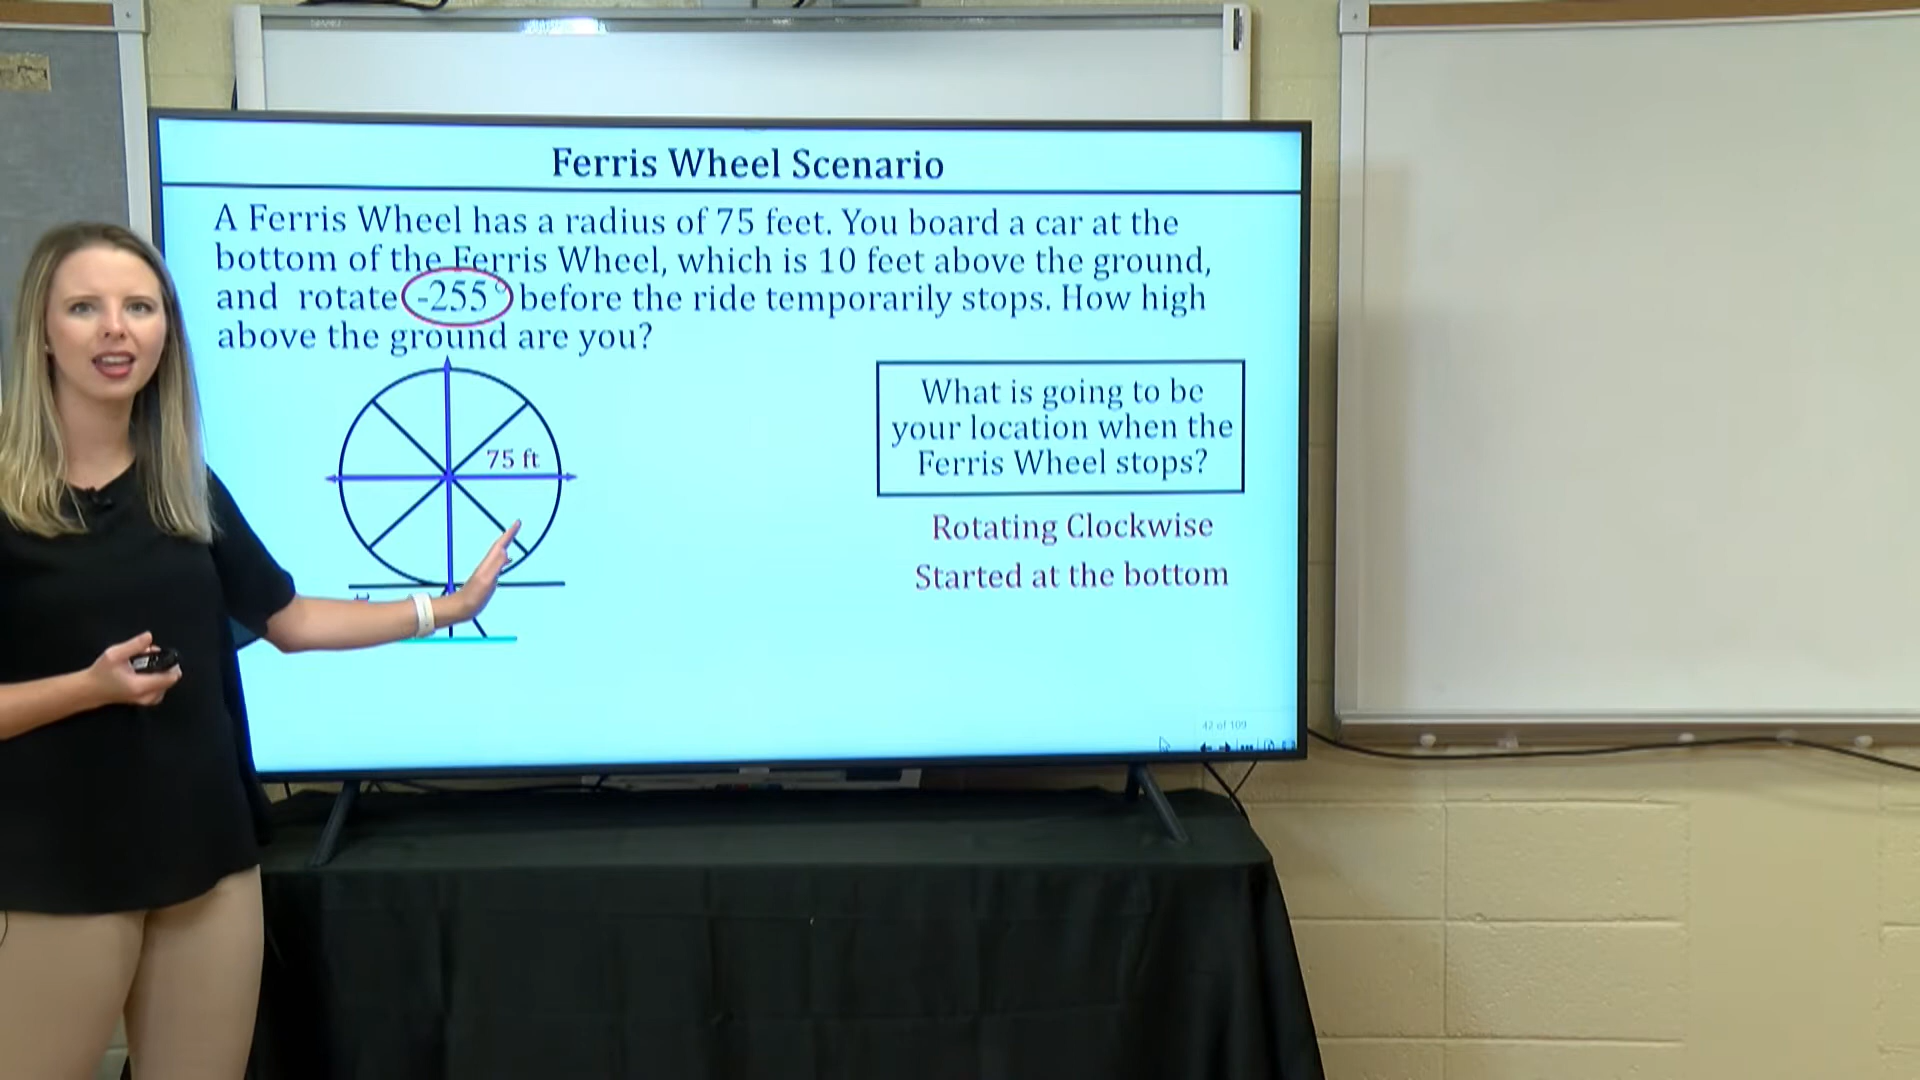 Ferris Wheel Scenario
A Ferris Wheel has a radius of 75 feet. You board a car at the
bottom of the Ferris Wheel, which is 10 feet above the ground,
and rotate -255° before the ride temporarily stops. How high
above the ground are you?
75 ft
What is going to be
your location when the
Ferris Wheel stops?
Rotating Clockwise
Started at the bottom
42 of 109